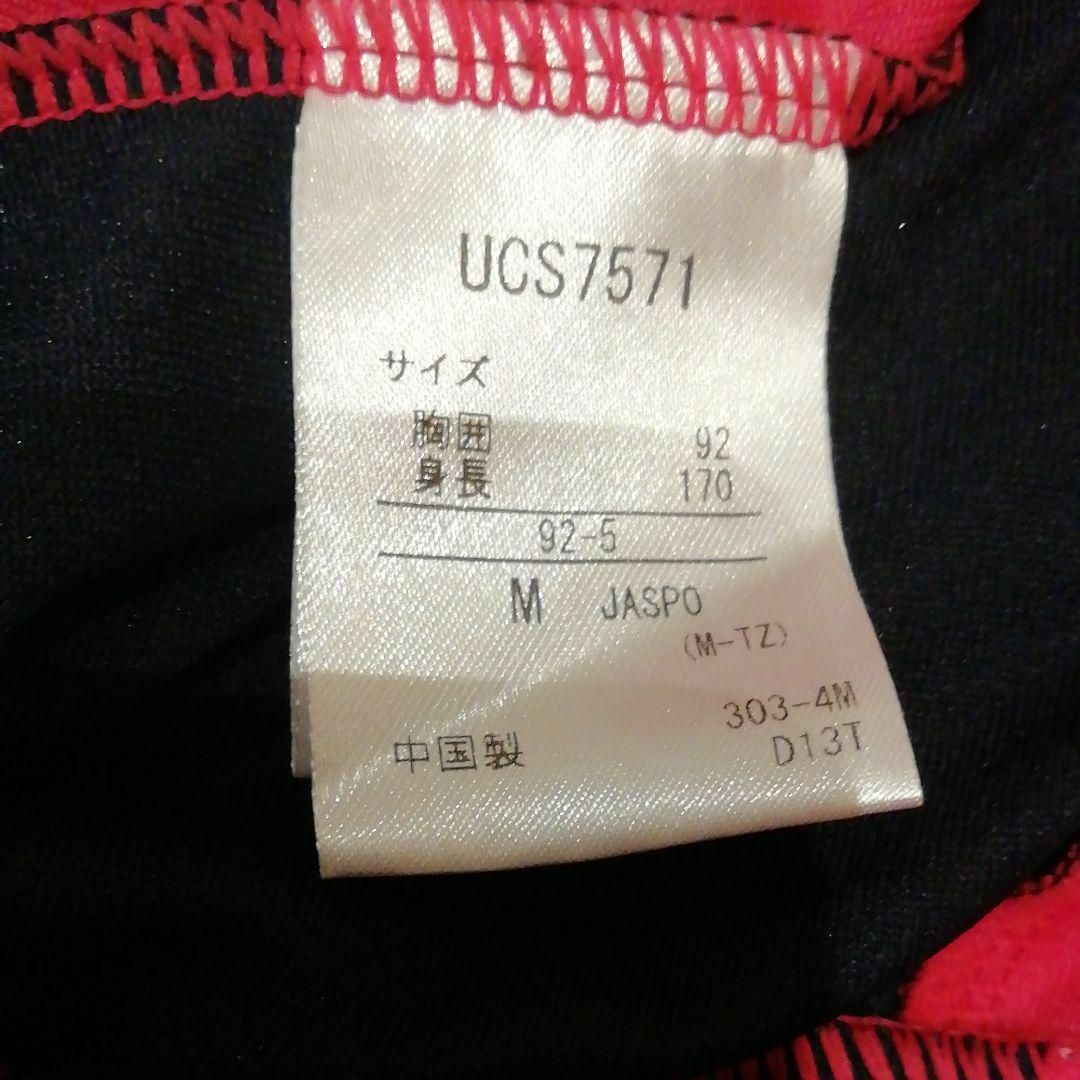 UCS7571
サイズ
胸囲 92
身長 170
92-5
M JASPO
(M-TZ)
303-4M
中国製 D13T